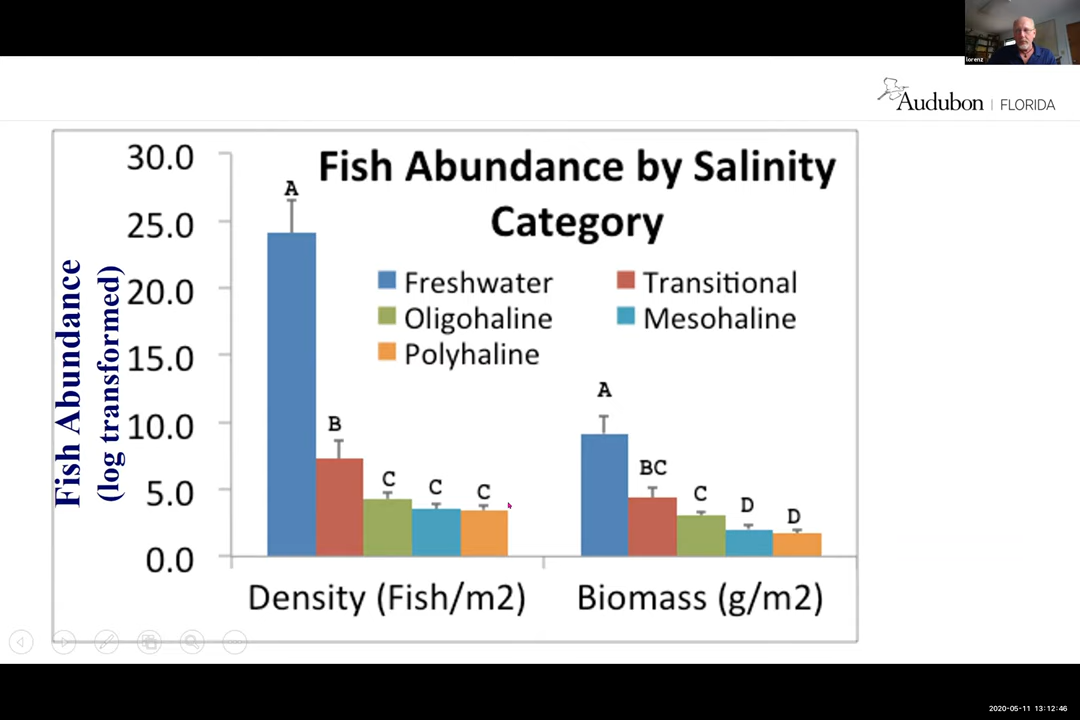 lorenz
Audubon | FLORIDA
Fish Abundance by Salinity
Category
Fish Abundance
(log transformed)
30.0
25.0
20.0
15.0
10.0
5.0
0.0
Freshwater
Transitional
Oligohaline
Mesohaline
Polyhaline
A
B
C
C
C
A
BC
C
D
D
Density (Fish/m2)
Biomass (g/m2)
2020-05-11 13:12:46